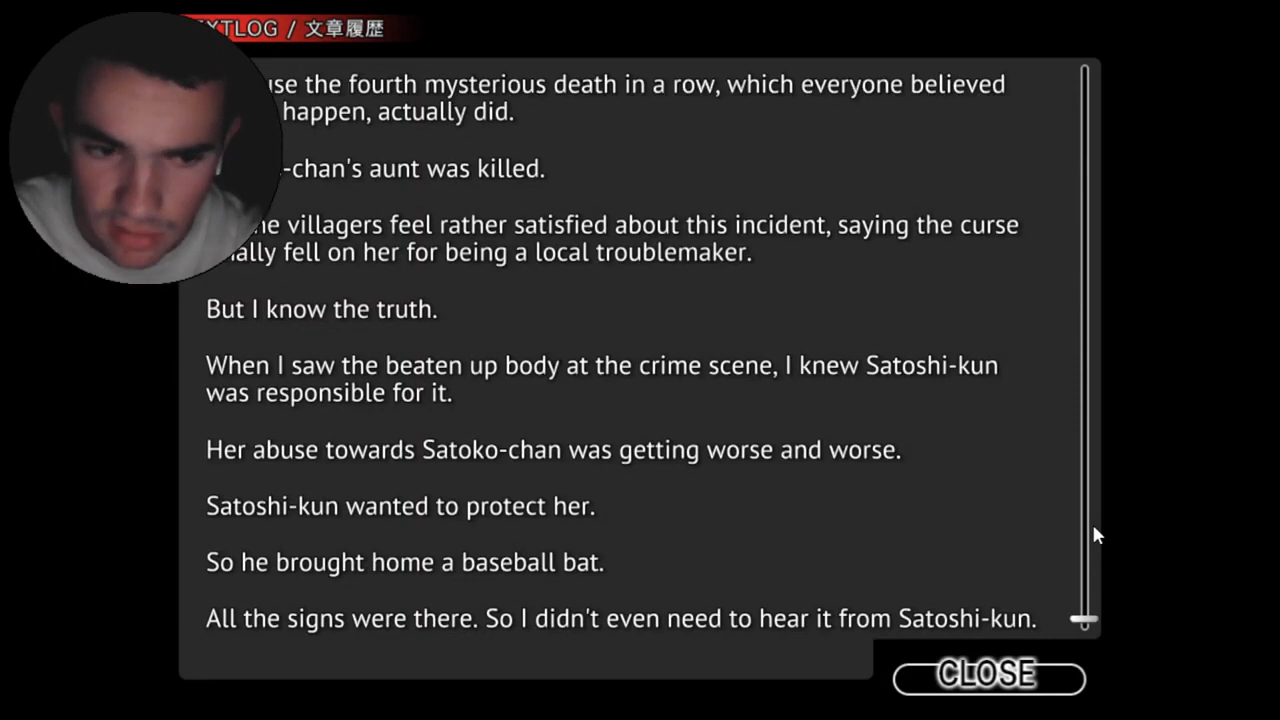 TLOG / 文章履歴
use the fourth mysterious death in a row, which everyone believed
happen, actually did.
-chan's aunt was killed.
villagers feel rather satisfied about this incident, saying the curse
fell on her for being a local troublemaker.
But I know the truth.
When I saw the beaten up body at the crime scene, I knew Satoshi-kun
was responsible for it.
Her abuse towards Satoko-chan was getting worse and worse.
Satoshi-kun wanted to protect her.
So he brought home a baseball bat.
All the signs were there. So I didn't even need to hear it from Satoshi-kun.
CLOSE